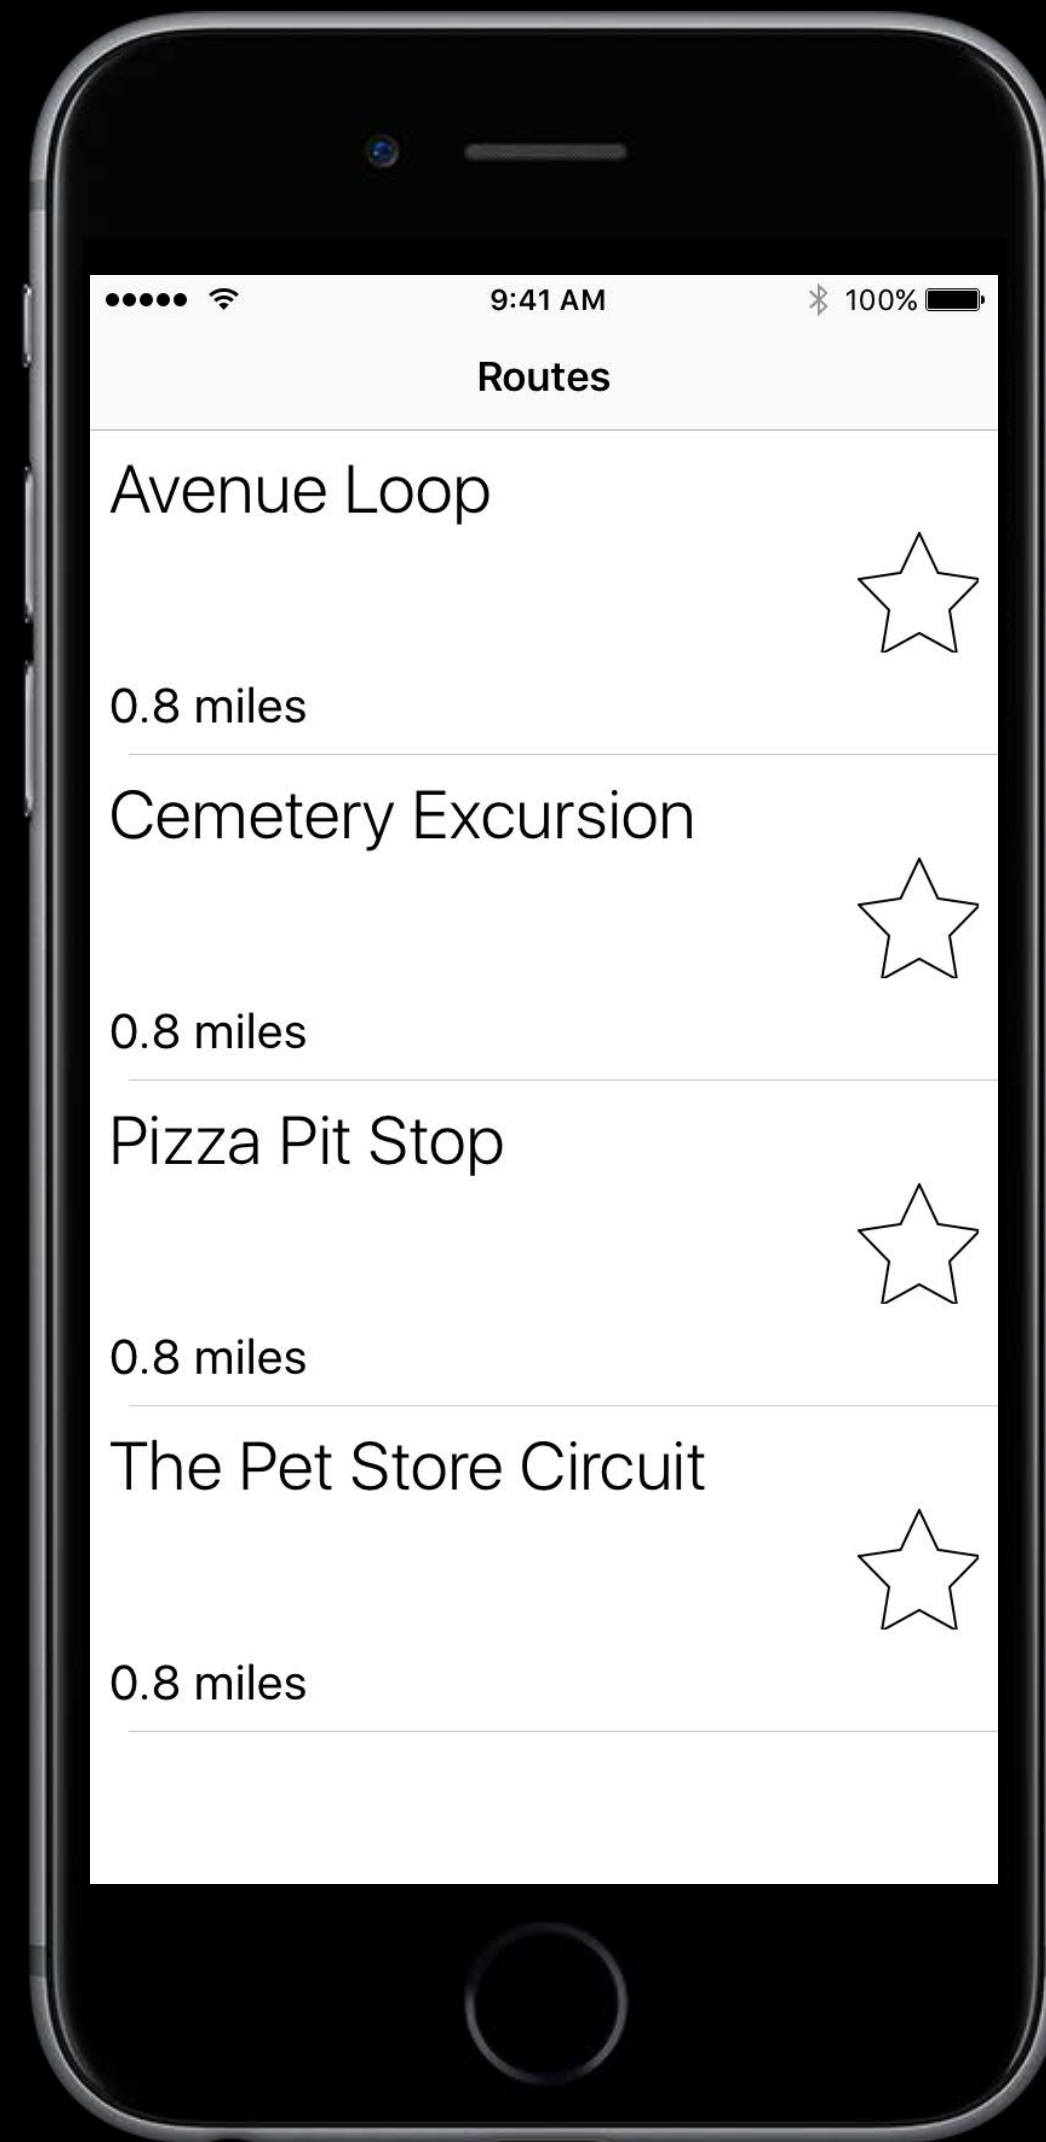 9:41 AM 100%
Routes
Avenue Loop
0.8 miles
Cemetery Excursion
0.8 miles
Pizza Pit Stop
0.8 miles
The Pet Store Circuit
0.8 miles